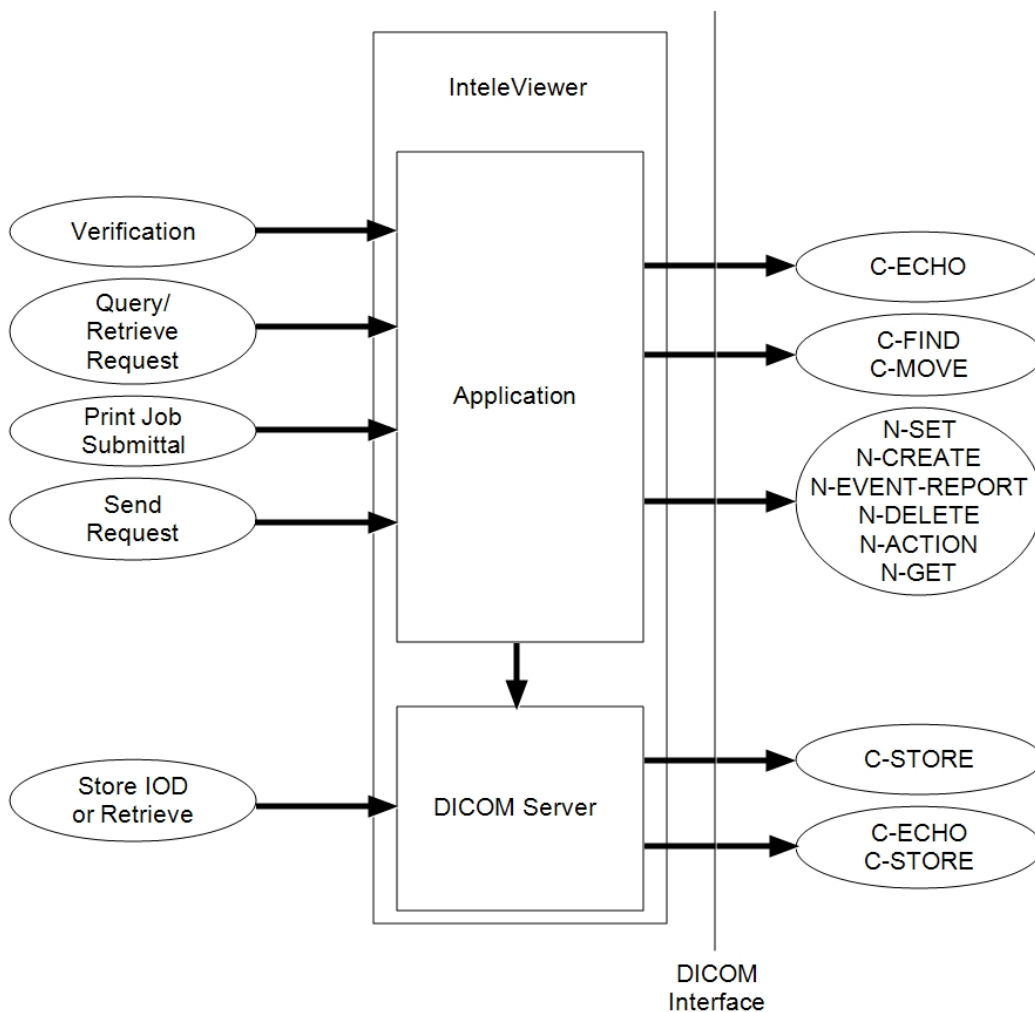 InteleViewer
Verification
Query/
Retrieve
Request
Print Job
Submittal
Send
Request
Application
C-ECHO
C-FIND
C-MOVE
N-SET
N-CREATE
N-EVENT-REPORT
N-DELETE
N-ACTION
N-GET
Store IOD
or Retrieve
DICOM Server
C-STORE
C-ECHO
C-STORE
DICOM
Interface